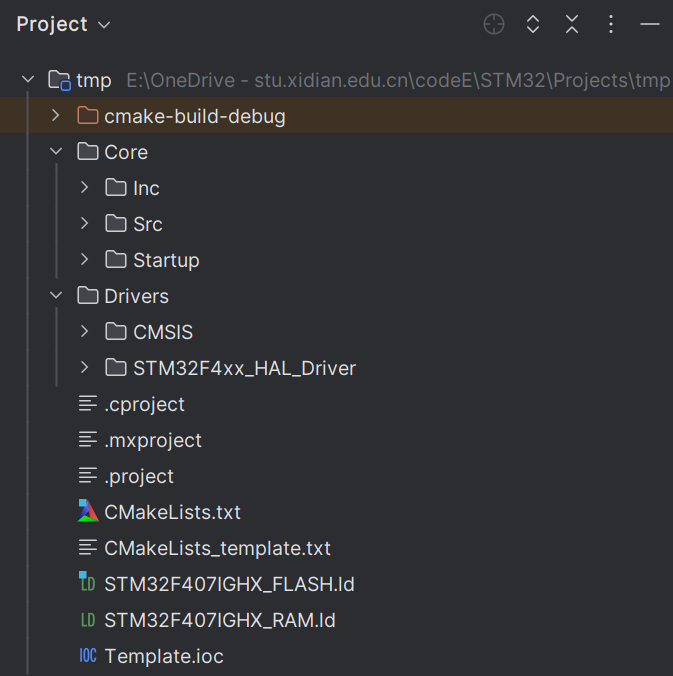 Project
tmp E:\OneDrive - stu.xidian.edu.cn\codeE\STM32\Projects\tmp
cmake-build-debug
Core
Inc
Src
Startup
Drivers
CMSIS
STM32F4xx_HAL_Driver
.cproject
.mxproject
.project
CMakeLists.txt
CMakeLists_template.txt
LD STM32F407IGHX_FLASH.ld
LD STM32F407IGHX_RAM.ld
IOC Template.ioc